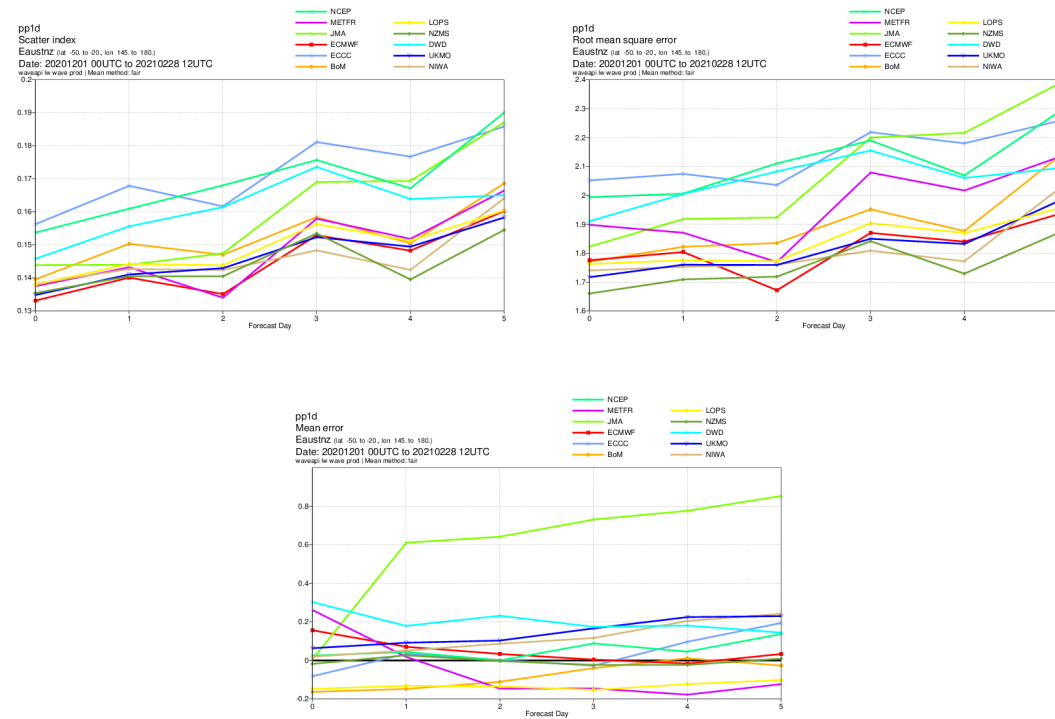 pp1d
Scatter index
Eaustnz (lat -50. to -20., lon 145. to 180.)
Date: 20201201 00UTC to 20210228 12UTC
waveapi lw wave prod | Mean method: fair
NCEP
METFR
JMA
ECMWF
ECCC
BoM
LOPS
NZMS
DWD
UKMO
NIWA
0.2
0.19
0.18
0.17
0.16
0.15
0.14
0.13
0 1 2 3 4 5
Forecast Day
pp1d
Root mean square error
Eaustnz (lat -50. to -20., lon 145. to 180.)
Date: 20201201 00UTC to 20210228 12UTC
waveapi lw wave prod | Mean method: fair
NCEP
METFR
JMA
ECMWF
ECCC
BoM
LOPS
NZMS
DWD
UKMO
NIWA
2.4
2.3
2.2
2.1
2
1.9
1.8
1.7
1.6
0 1 2 3 4
Forecast Day
pp1d
Mean error
Eaustnz (lat -50. to -20., lon 145. to 180.)
Date: 20201201 00UTC to 20210228 12UTC
waveapi lw wave prod | Mean method: fair
NCEP
METFR
JMA
ECMWF
ECCC
BoM
LOPS
NZMS
DWD
UKMO
NIWA
0.8
0.6
0.4
0.2
0
-0.2
0 1 2 3 4 5
Forecast Day